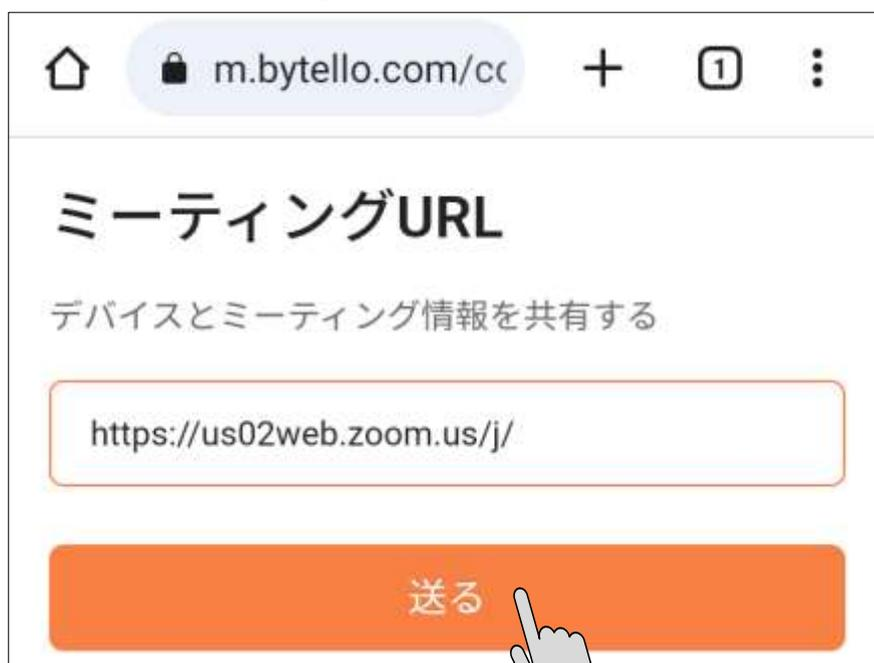 m.bytello.com/cc
1
ミーティングURL
デバイスとミーティング情報を共有する
https://us02web.zoom.us/j/
送る